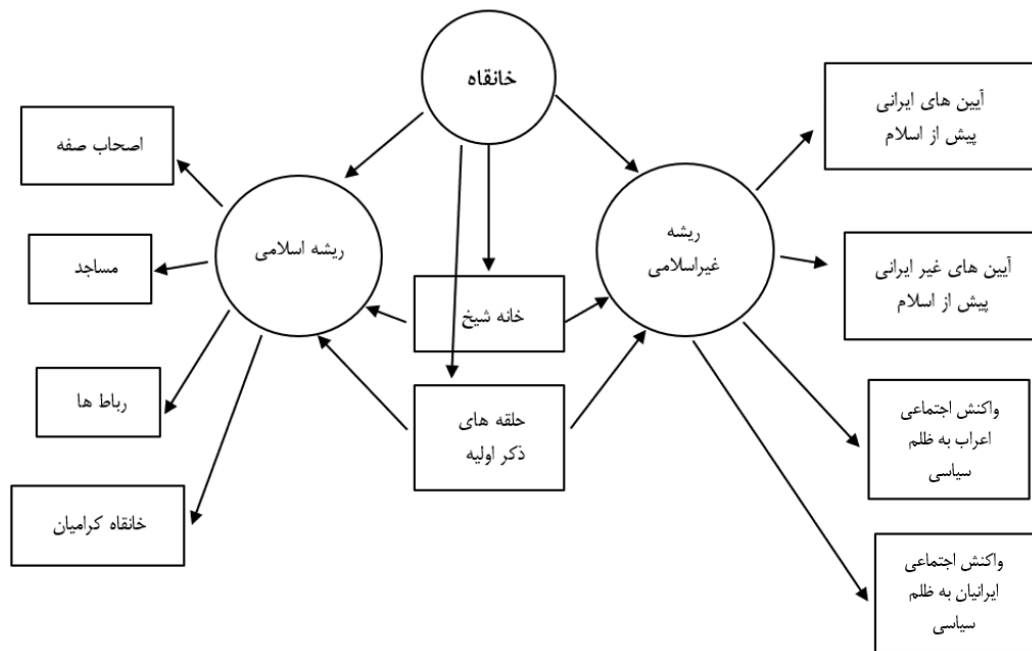 خانقاه
آیین های ایرانی
پیش از اسلام
اصحاب صفه
ریشه
غیراسلامی
ریشه اسلامی
مساجد
آیین های غیر ایرانی
پیش از اسلام
خانه شیخ
رباط ها
حلقه های
ذکر اولیه
واکنش اجتماعی
اعراب به ظلم
سیاسی
خانقاه کرامیان
واکنش اجتماعی
ایرانیان به ظلم
سیاسی